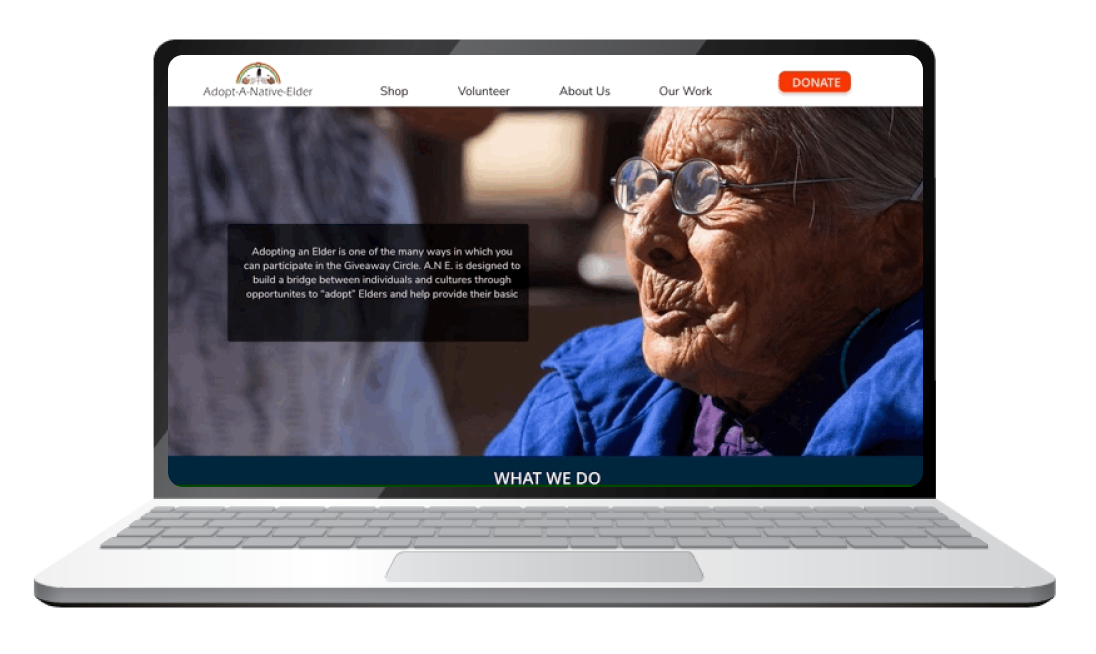 Adopt-A-Native-Elder
Shop
Volunteer
About Us
Our Work
DONATE
Adopting an Elder is one of the many ways in which you
can participate in the Giveaway Circle. A.N E. is designed to
build a bridge between individuals and cultures through
opportunites to “adopt” Elders and help provide their basic
WHAT WE DO